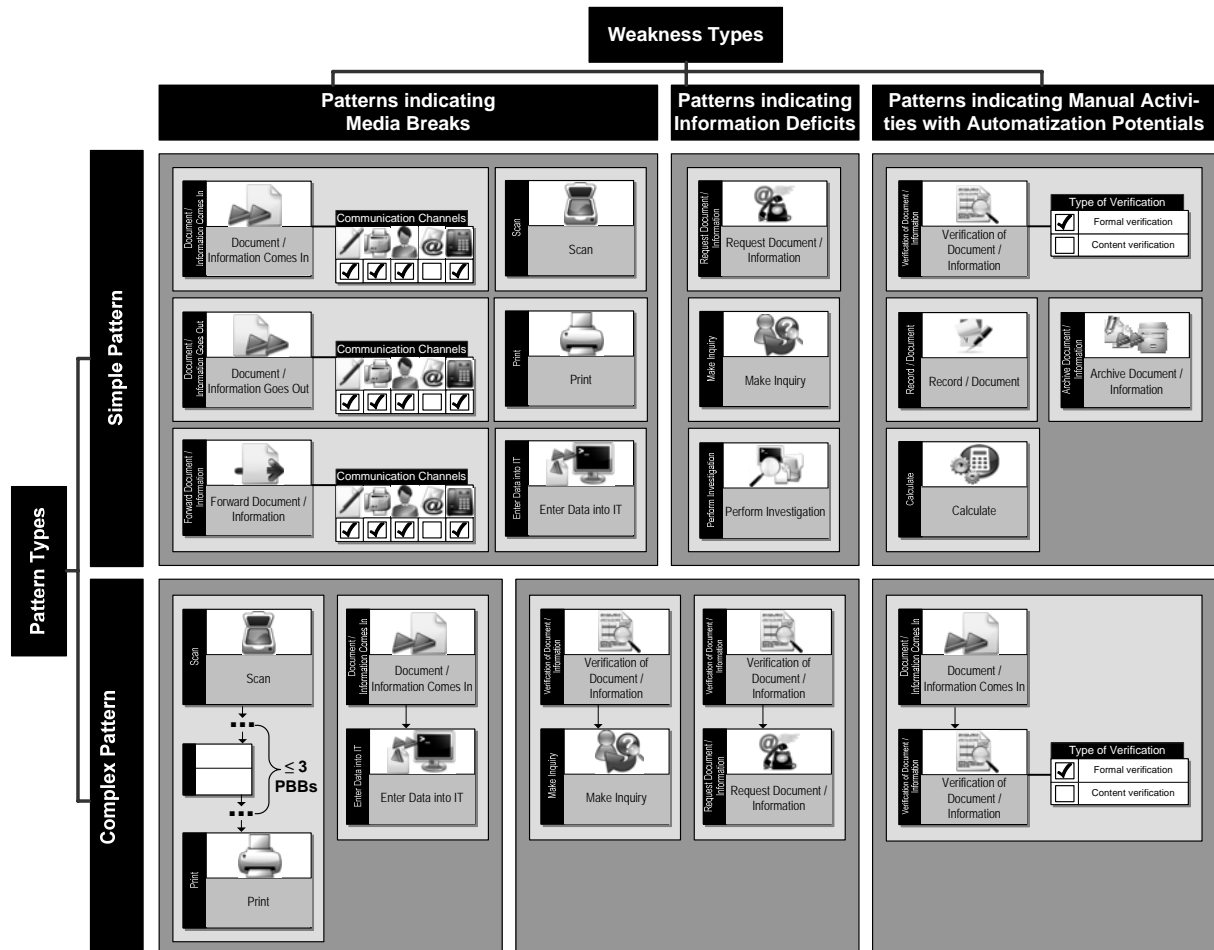 Weakness Types
Patterns indicating
Media Breaks
Patterns indicating
Information Deficits
Patterns indicating Manual Activi-
ties with Automatization Potentials
Pattern Types
Simple Pattern
Document /
Information Comes In
Document /
Information Comes In
Communication Channels
Scan
Scan
Request Document /
Information
Request Document /
Information
Verification of Document /
Information
Verification of
Document /
Information
Type of Verification
Formal verification
Content verification
Document /
Information Goes Out
Document /
Information Goes Out
Communication Channels
Print
Print
Make Inquiry
Make Inquiry
Record / Document
Record / Document
Archive Document /
Information
Archive Document /
Information
Forward Document /
Information
Forward Document /
Information
Communication Channels
Enter Data into IT
Enter Data into IT
Perform Investigation
Perform Investigation
Calculate
Calculate
Complex Pattern
Scan
Scan
≤ 3
PBBs
Print
Print
Document /
Information Comes In
Document /
Information Comes In
Enter Data into IT
Enter Data into IT
Verification of Document /
Information
Verification of
Document /
Information
Make Inquiry
Make Inquiry
Verification of Document /
Information
Verification of
Document /
Information
Request Document /
Information
Request Document /
Information
Document /
Information Comes In
Document /
Information Comes In
Verification of Document /
Information
Verification of
Document /
Information
Type of Verification
Formal verification
Content verification